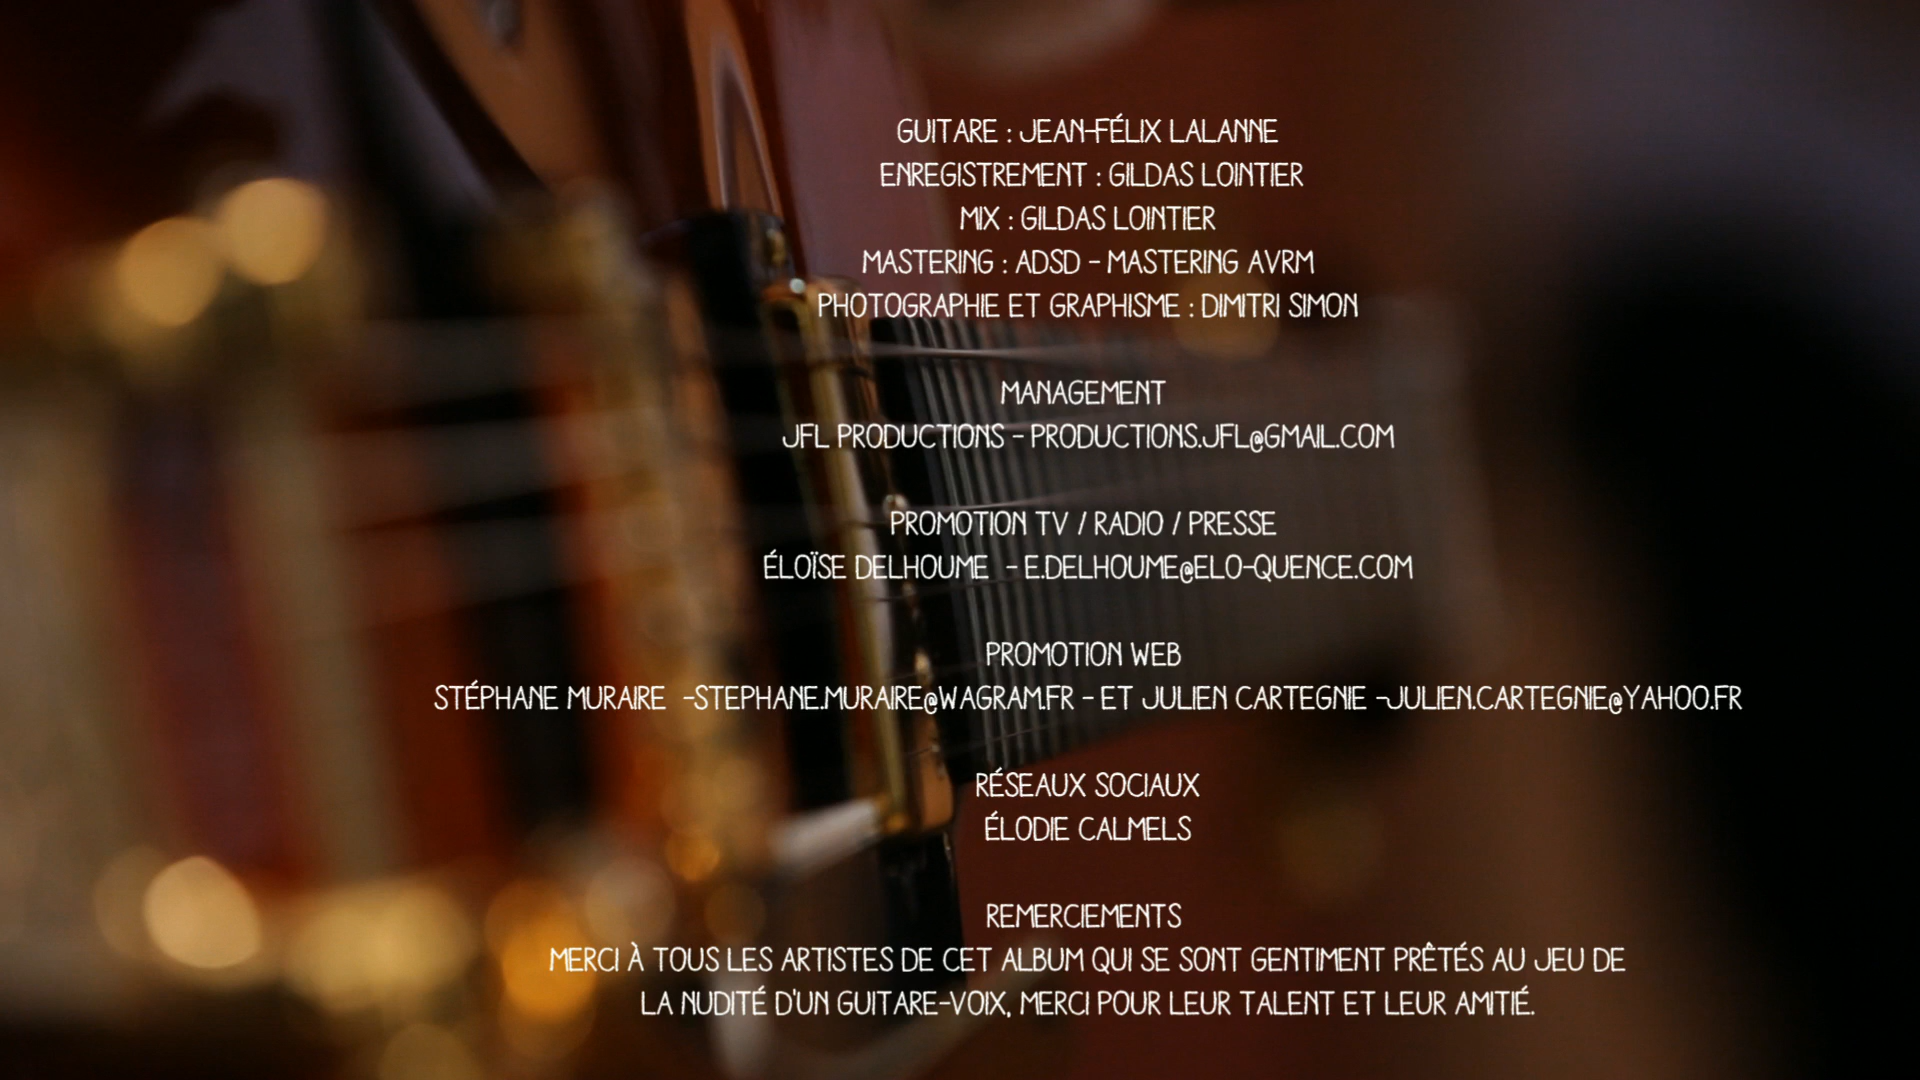 GUITARE : JEAN-FÉLIX LALANNE
ENREGISTREMENT : GILDAS LOINTIER
MIX : GILDAS LOINTIER
MASTERING : ADSD - MASTERING AVRM
PHOTOGRAPHIE ET GRAPHISME : DIMITRI SIMON
MANAGEMENT
JFL PRODUCTIONS - PRODUCTIONS.JFL@GMAIL.COM
PROMOTION TV / RADIO / PRESSE
ÉLOÏSE DELHOUME - E.DELHOUME@ELO-QUENCE.COM
PROMOTION WEB
STÉPHANE MURAIRE -STEPHANE.MURAIRE@WAGRAM.FR - ET JULIEN CARTEGNIE -JULIEN.CARTEGNIE@YAHOO.FR
RÉSEAUX SOCIAUX
ÉLODIE CALMELS
REMERCIEMENTS
MERCI À TOUS LES ARTISTES DE CET ALBUM QUI SE SONT GENTIMENT PRÊTÉS AU JEU DE
LA NUDITÉ D'UN GUITARE-VOIX, MERCI POUR LEUR TALENT ET LEUR AMITIÉ.